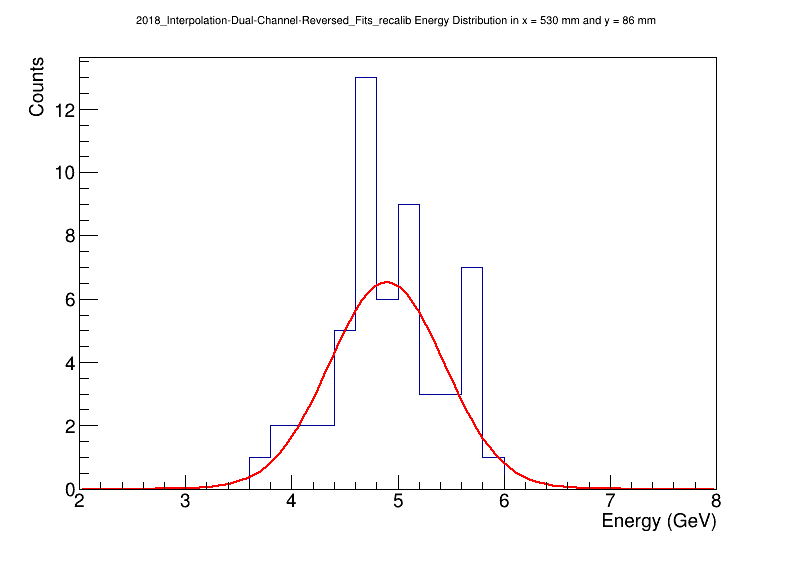 2018_Interpolation-Dual-Channel-Reversed_Fits_recalib Energy Distribution in x = 530 mm and y = 86 mm
Counts
12
10
8
6
4
2
0
2 3 4 5 6 7 8
Energy (GeV)